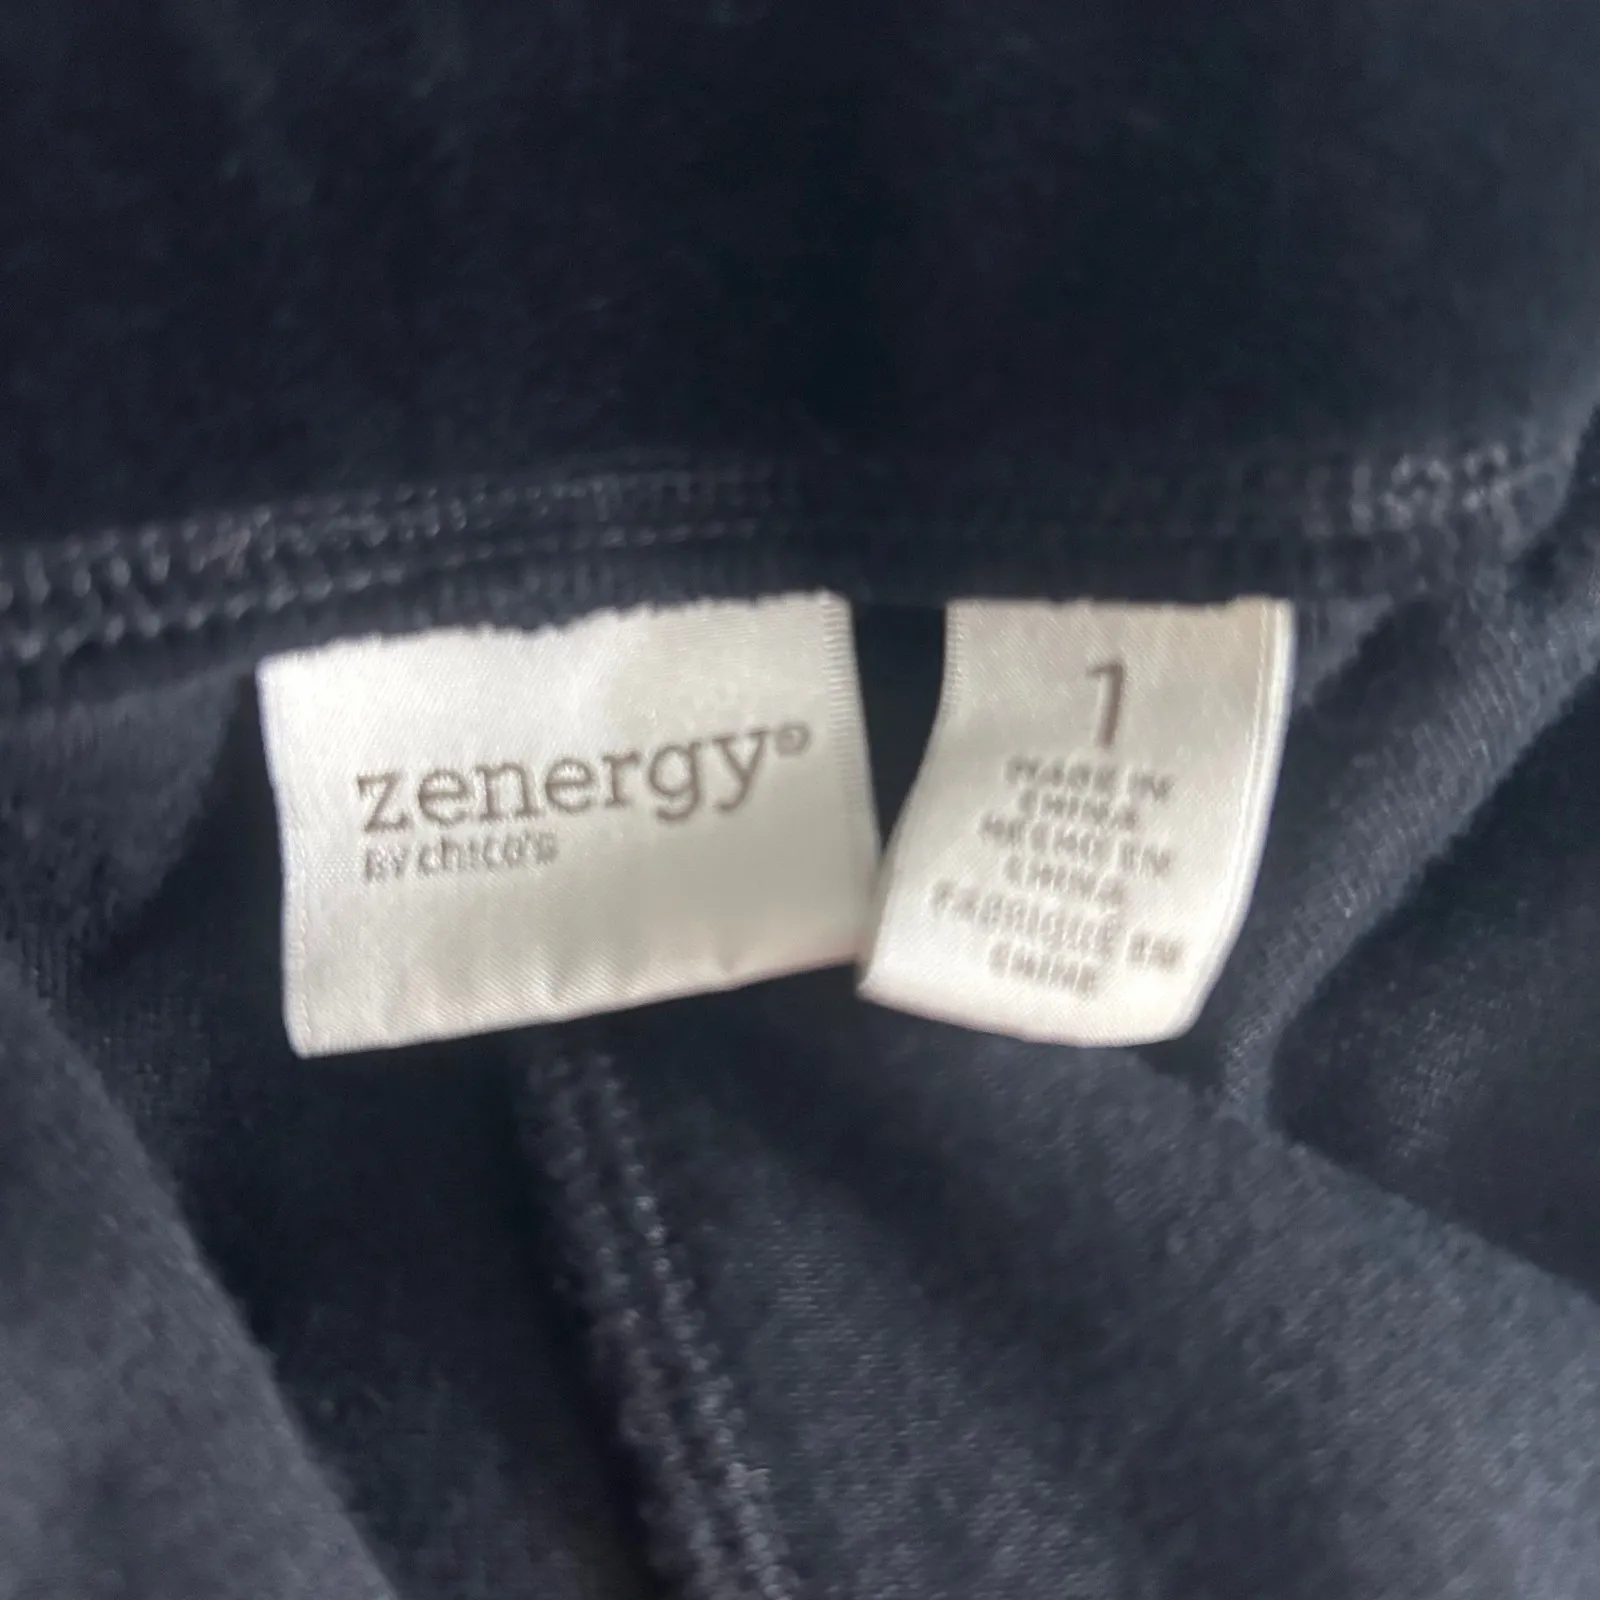 zenergy®
BY chico's
1
MADE IN
CHINA
HECHO EN
CHINA
FABRIQUÉ EN
CHINE